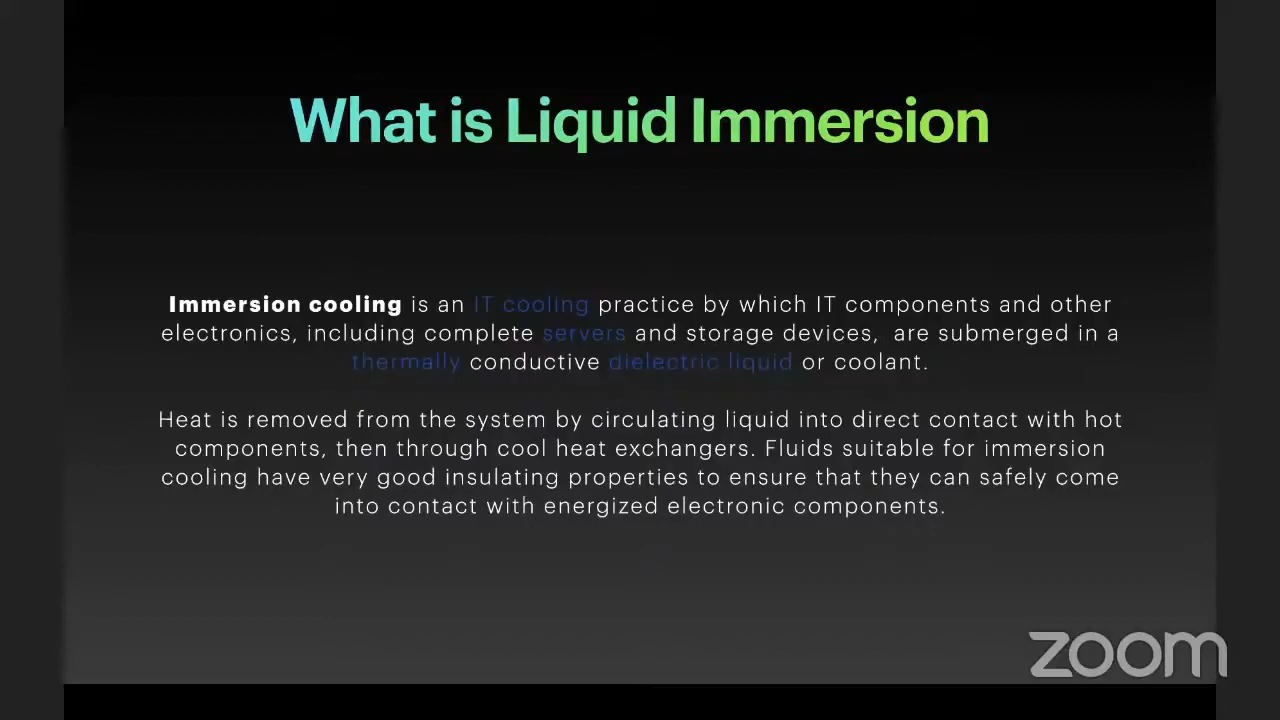 What is Liquid Immersion
Immersion cooling is an IT cooling practice by which IT components and other
electronics, including complete servers and storage devices, are submerged in a
thermally conductive dielectric liquid or coolant.
Heat is removed from the system by circulating liquid into direct contact with hot
components, then through cool heat exchangers. Fluids suitable for immersion
cooling have very good insulating properties to ensure that they can safely come
into contact with energized electronic components.
zoom